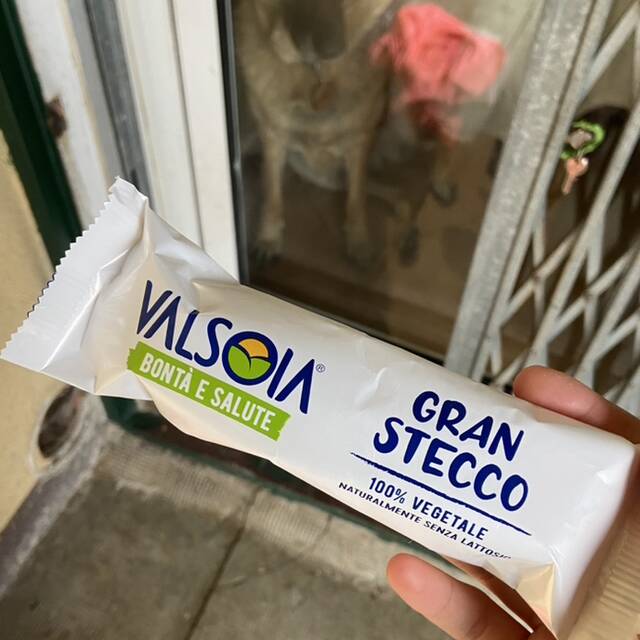 VALSOIA®
BONTÀ E SALUTE
GRAN
STECCO
100% VEGETALE
NATURALMENTE SENZA LATTOSIO